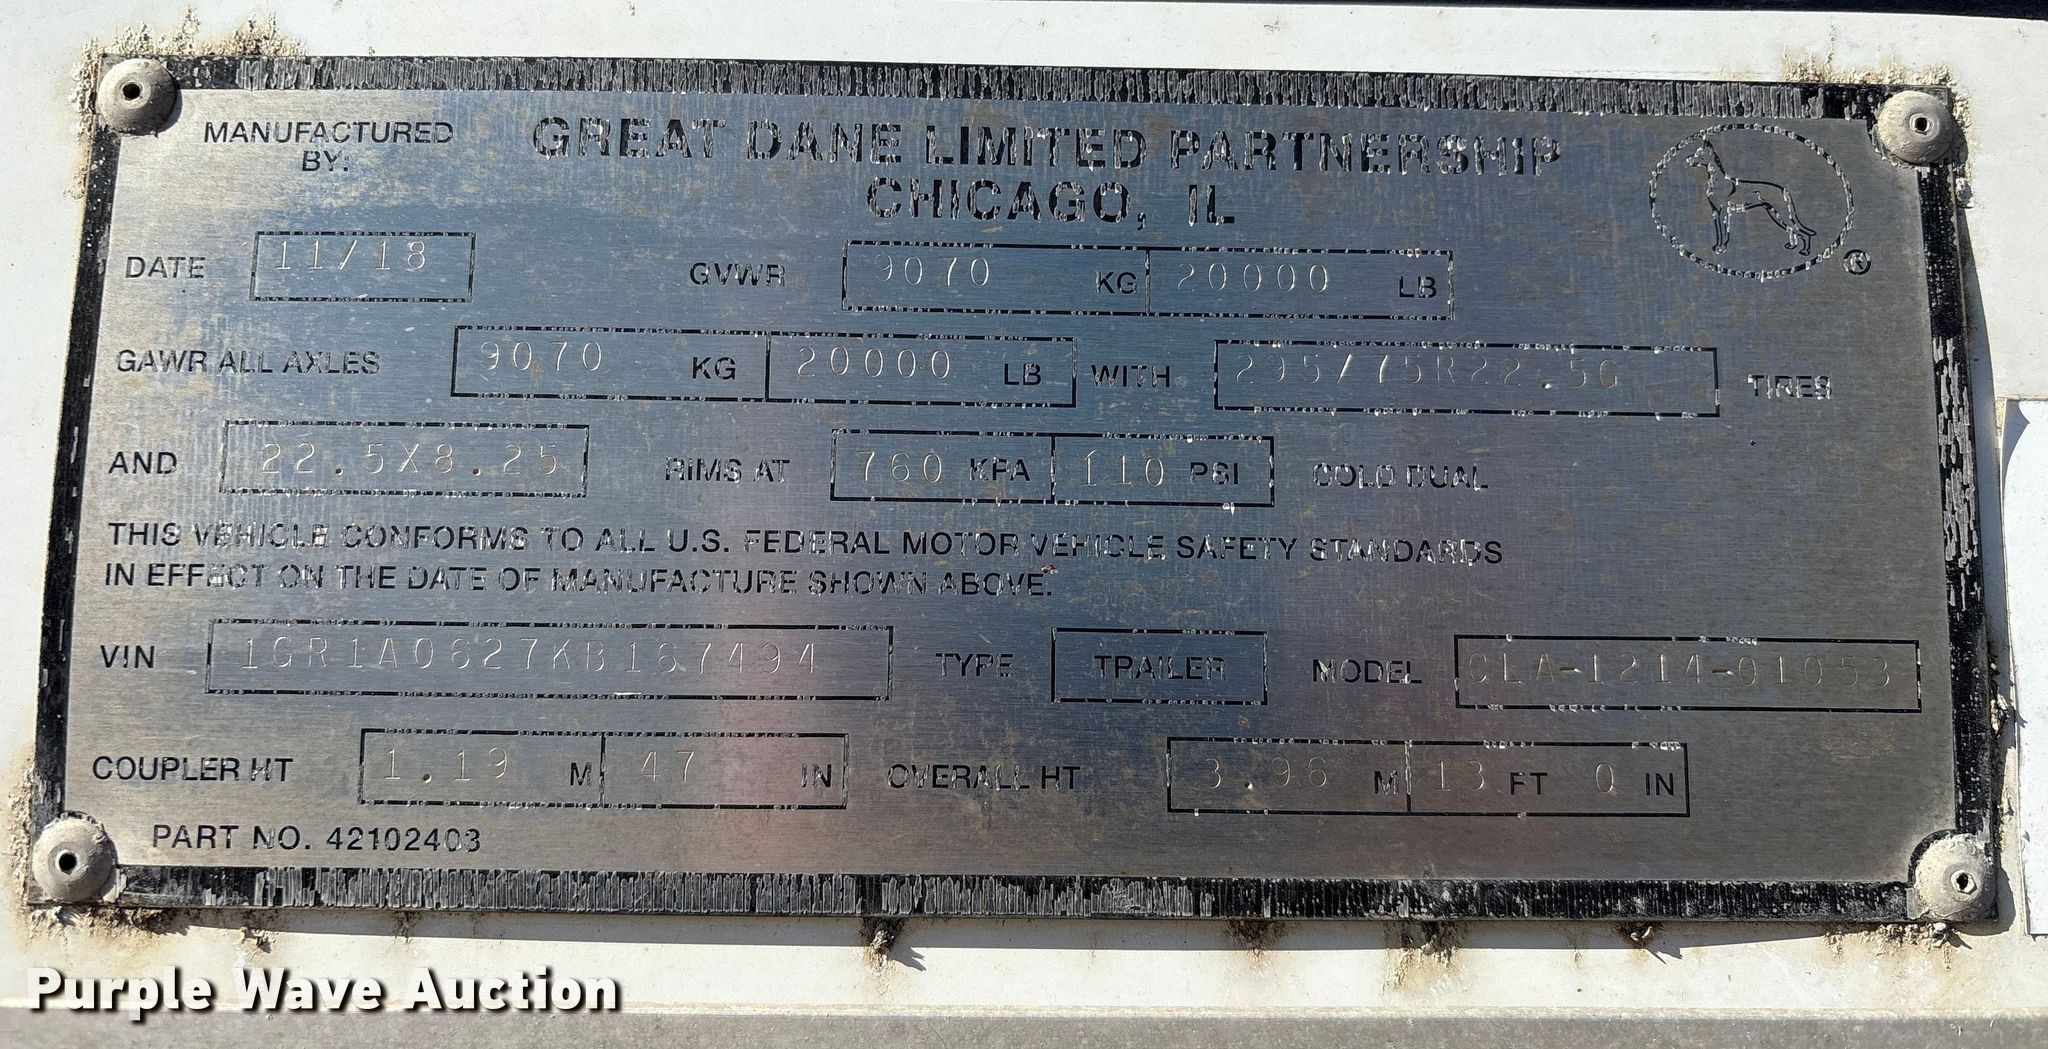 MANUFACTURED BY: GREAT DANE LIMITED PARTNERSHIP
CHICAGO, IL
®
DATE 11/18 GVWR 9070 KG 20000 LB
GAWR ALL AXLES 9070 KG 20000 LB WITH 295/75R22.5G TIRES
AND 22.5X8.25 RIMS AT 760 KPA 110 PSI COLD DUAL
THIS VEHICLE CONFORMS TO ALL U.S. FEDERAL MOTOR VEHICLE SAFETY STANDARDS
IN EFFECT ON THE DATE OF MANUFACTURE SHOWN ABOVE.
VIN 1GR1A0627KB167494 TYPE TRAILER MODEL CLA-1214-01053
COUPLER HT 1.19 M 47 IN OVERALL HT 3.96 M 13 FT 0 IN
PART NO. 42102403
Purple Wave Auction